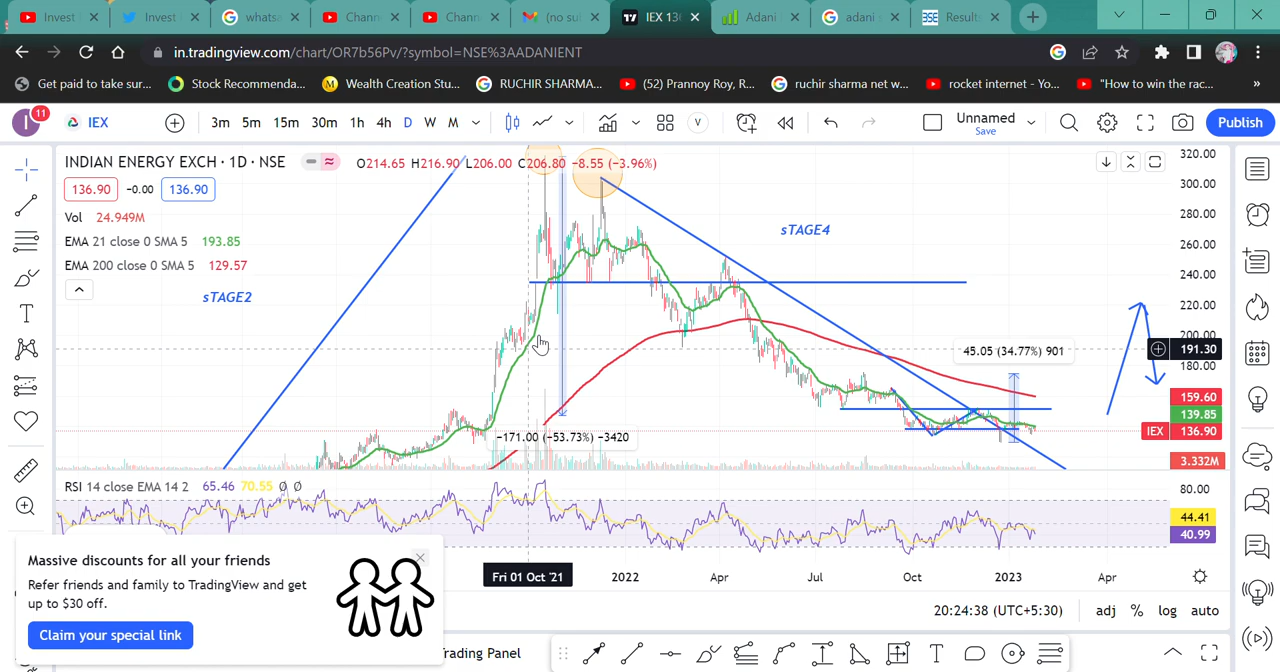 Invest
Invest
whatsa
Chann
Chann
(no su
IEX 136
Adani
adani s
Results
in.tradingview.com/chart/OR7b56Pv/?symbol=NSE%3AADANIENT
Get paid to take sur...
Stock Recommenda...
Wealth Creation Stu...
RUCHIR SHARMA...
(52) Prannoy Roy, R...
ruchir sharma net w...
rocket internet - Yo...
"How to win the rac...
»
I
11
IEX
3m 5m 15m 30m 1h 4h D W M
V
Unnamed
Save
Publish
INDIAN ENERGY EXCH · 1D · NSE
O214.65 H216.90 L206.00 C206.80 −8.55 (−3.96%)
136.90 −0.00 136.90
Vol 24.949M
EMA 21 close 0 SMA 5 193.85
EMA 200 close 0 SMA 5 129.57
sTAGE2
sTAGE4
−171.00 (−53.73%) −3420
45.05 (34.77%) 901
320.00
300.00
280.00
260.00
240.00
220.00
200.00
191.30
180.00
159.60
139.85
IEX 136.90
3.332M
RSI 14 close EMA 14 2 65.46 70.55 Ø Ø
80.00
44.41
40.99
Fri 01 Oct '21
2022
Apr
Jul
Oct
2023
Apr
Massive discounts for all your friends
Refer friends and family to TradingView and get
up to $30 off.
Claim your special link
20:24:38 (UTC+5:30)
adj % log auto
rading Panel